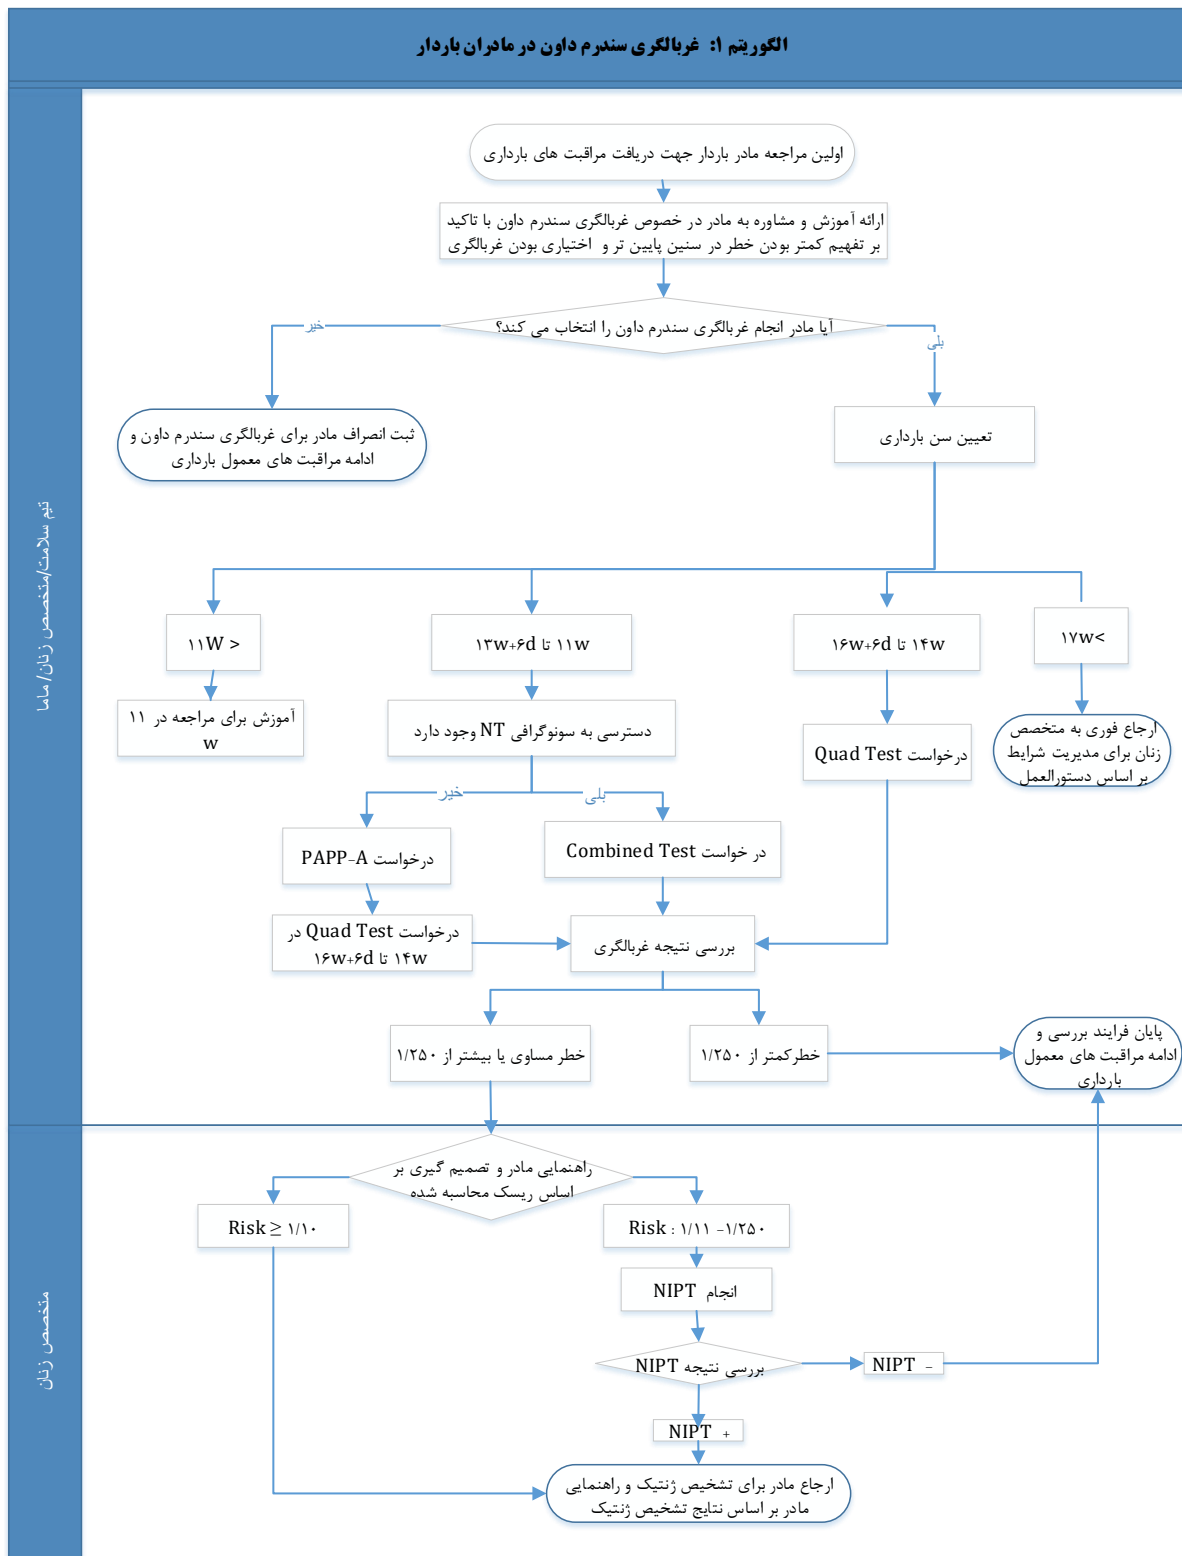 الگوریتم ۱: غربالگری سندرم داون در مادران باردار
تیم سلامت/متخصص زنان/ ماما
اولین مراجعه مادر باردار جهت دریافت مراقبت های بارداری
ارائه آموزش و مشاوره به مادر در خصوص غربالگری سندرم داون با تاکید
بر تفهیم کمتر بودن خطر در سنین پایین تر و اختیاری بودن غربالگری
آیا مادر انجام غربالگری سندرم داون را انتخاب می کند؟
بلی
خیر
ثبت انصراف مادر برای غربالگری سندرم داون و
ادامه مراقبت های معمول بارداری
تعیین سن بارداری
۱۷w<
۱۴w تا ۱۶w+۶d
۱۱w تا ۱۳w+۶d
۱۱W >
ارجاع فوری به متخصص
زنان برای مدیریت شرایط
بر اساس دستورالعمل
درخواست Quad Test
دسترسی به سونوگرافی NT وجود دارد
آموزش برای مراجعه در ۱۱
w
بلی
خیر
در خواست Combined Test
درخواست PAPP-A
درخواست Quad Test در
۱۴w تا ۱۶w+۶d
بررسی نتیجه غربالگری
خطرکمتر از ۱/۲۵۰
خطر مساوی یا بیشتر از ۱/۲۵۰
پایان فرایند بررسی و
ادامه مراقبت های معمول
بارداری
متخصص زنان
راهنمایی مادر و تصمیم گیری بر
اساس ریسک محاسبه شده
Risk : ۱/۱۱ -۱/۲۵۰
Risk ≥ ۱/۱۰
انجام NIPT
بررسی نتیجه NIPT
NIPT -
NIPT +
ارجاع مادر برای تشخیص ژنتیک و راهنمایی
مادر بر اساس نتایج تشخیص ژنتیک